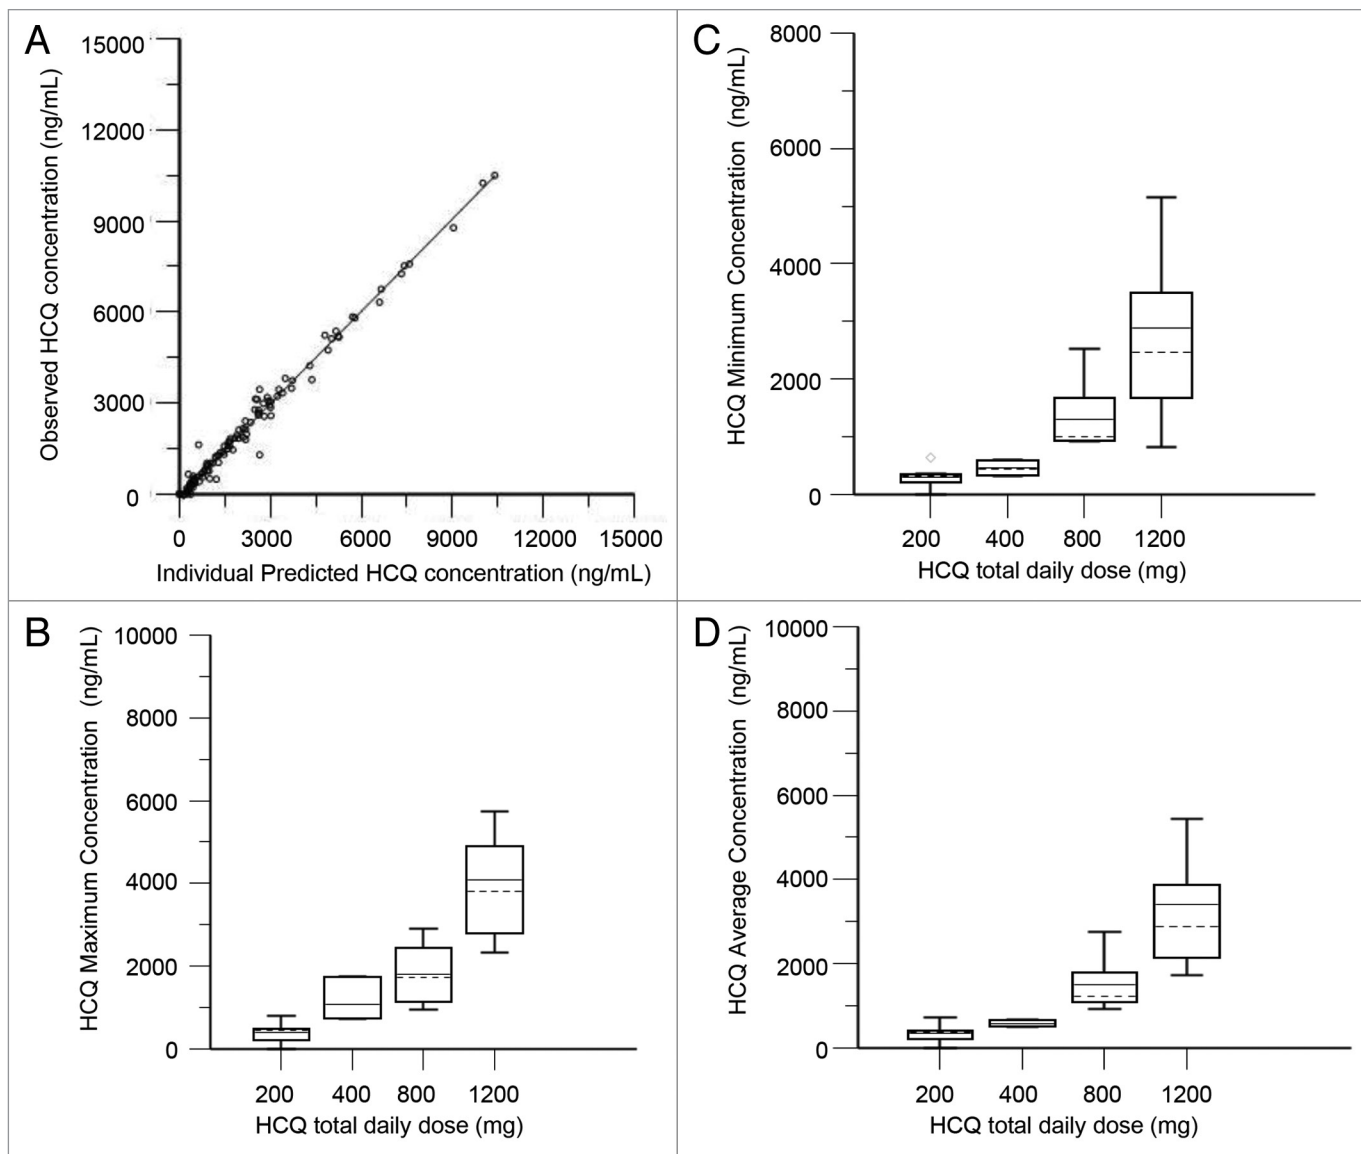 A
Observed HCQ concentration (ng/mL)
15000
12000
9000
6000
3000
0
0 3000 6000 9000 12000 15000
Individual Predicted HCQ concentration (ng/mL)
C
HCQ Minimum Concentration (ng/mL)
8000
6000
4000
2000
0
200 400 800 1200
HCQ total daily dose (mg)
B
HCQ Maximum Concentration (ng/mL)
10000
8000
6000
4000
2000
0
200 400 800 1200
HCQ total daily dose (mg)
D
HCQ Average Concentration (ng/mL)
10000
8000
6000
4000
2000
0
200 400 800 1200
HCQ total daily dose (mg)